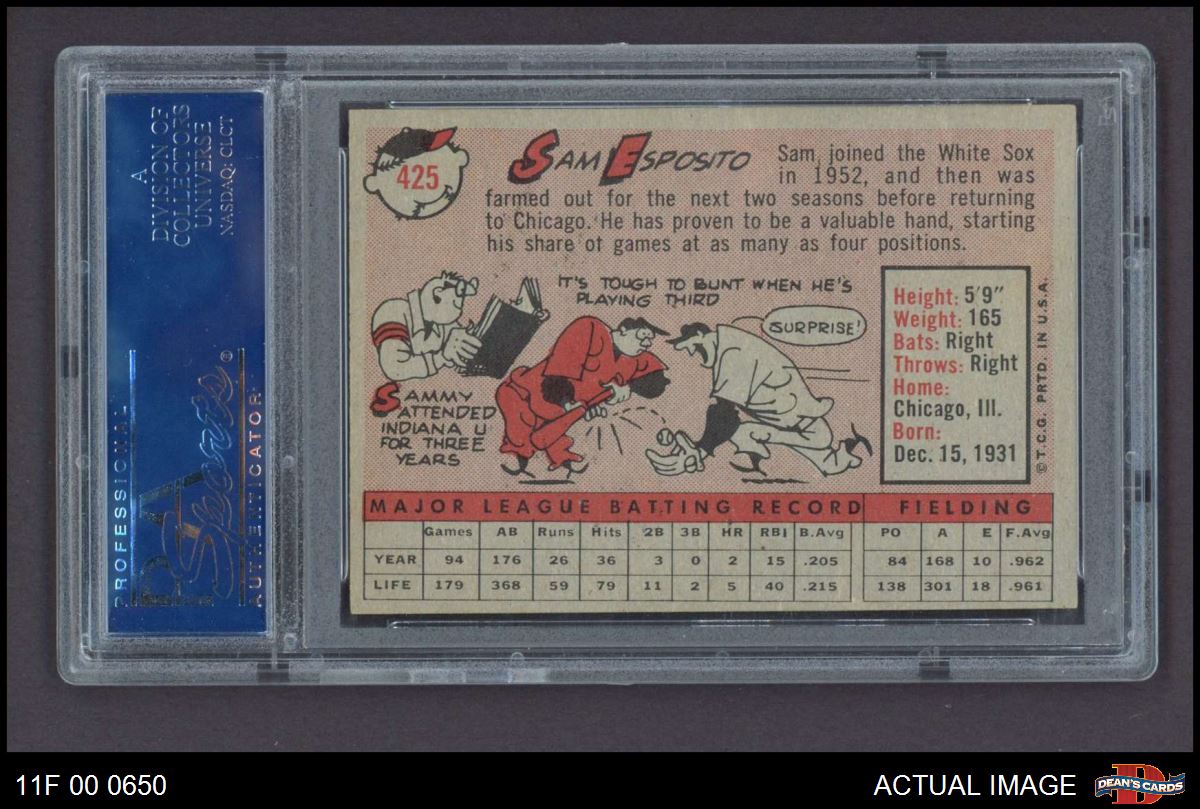 A
DIVISION OF
COLLECTORS
UNIVERSE
NASDAQ: CLCT
PROFESSIONAL
PSA
Sports®
AUTHENTICATOR
425
SAM ESPOSITO
Sam joined the White Sox
in 1952, and then was
farmed out for the next two seasons before returning
to Chicago. He has proven to be a valuable hand, starting
his share of games at as many as four positions.
IT'S TOUGH TO BUNT WHEN HE'S
PLAYING THIRD
SURPRISE!
SAMMY
ATTENDED
INDIANA U
FOR THREE
YEARS
Height: 5'9"
Weight: 165
Bats: Right
Throws: Right
Home:
Chicago, Ill.
Born:
Dec. 15, 1931
© T.C.G. PRTD. IN U.S.A.
MAJOR LEAGUE BATTING RECORD FIELDING
Games AB Runs Hits 2B 3B HR RBI B.Avg PO A E F.Avg
YEAR 94 176 26 36 3 0 2 15 .205 84 168 10 .962
LIFE 179 368 59 79 11 2 5 40 .215 138 301 18 .961
11F 00 0650
ACTUAL IMAGE
D
DEAN'S CARDS